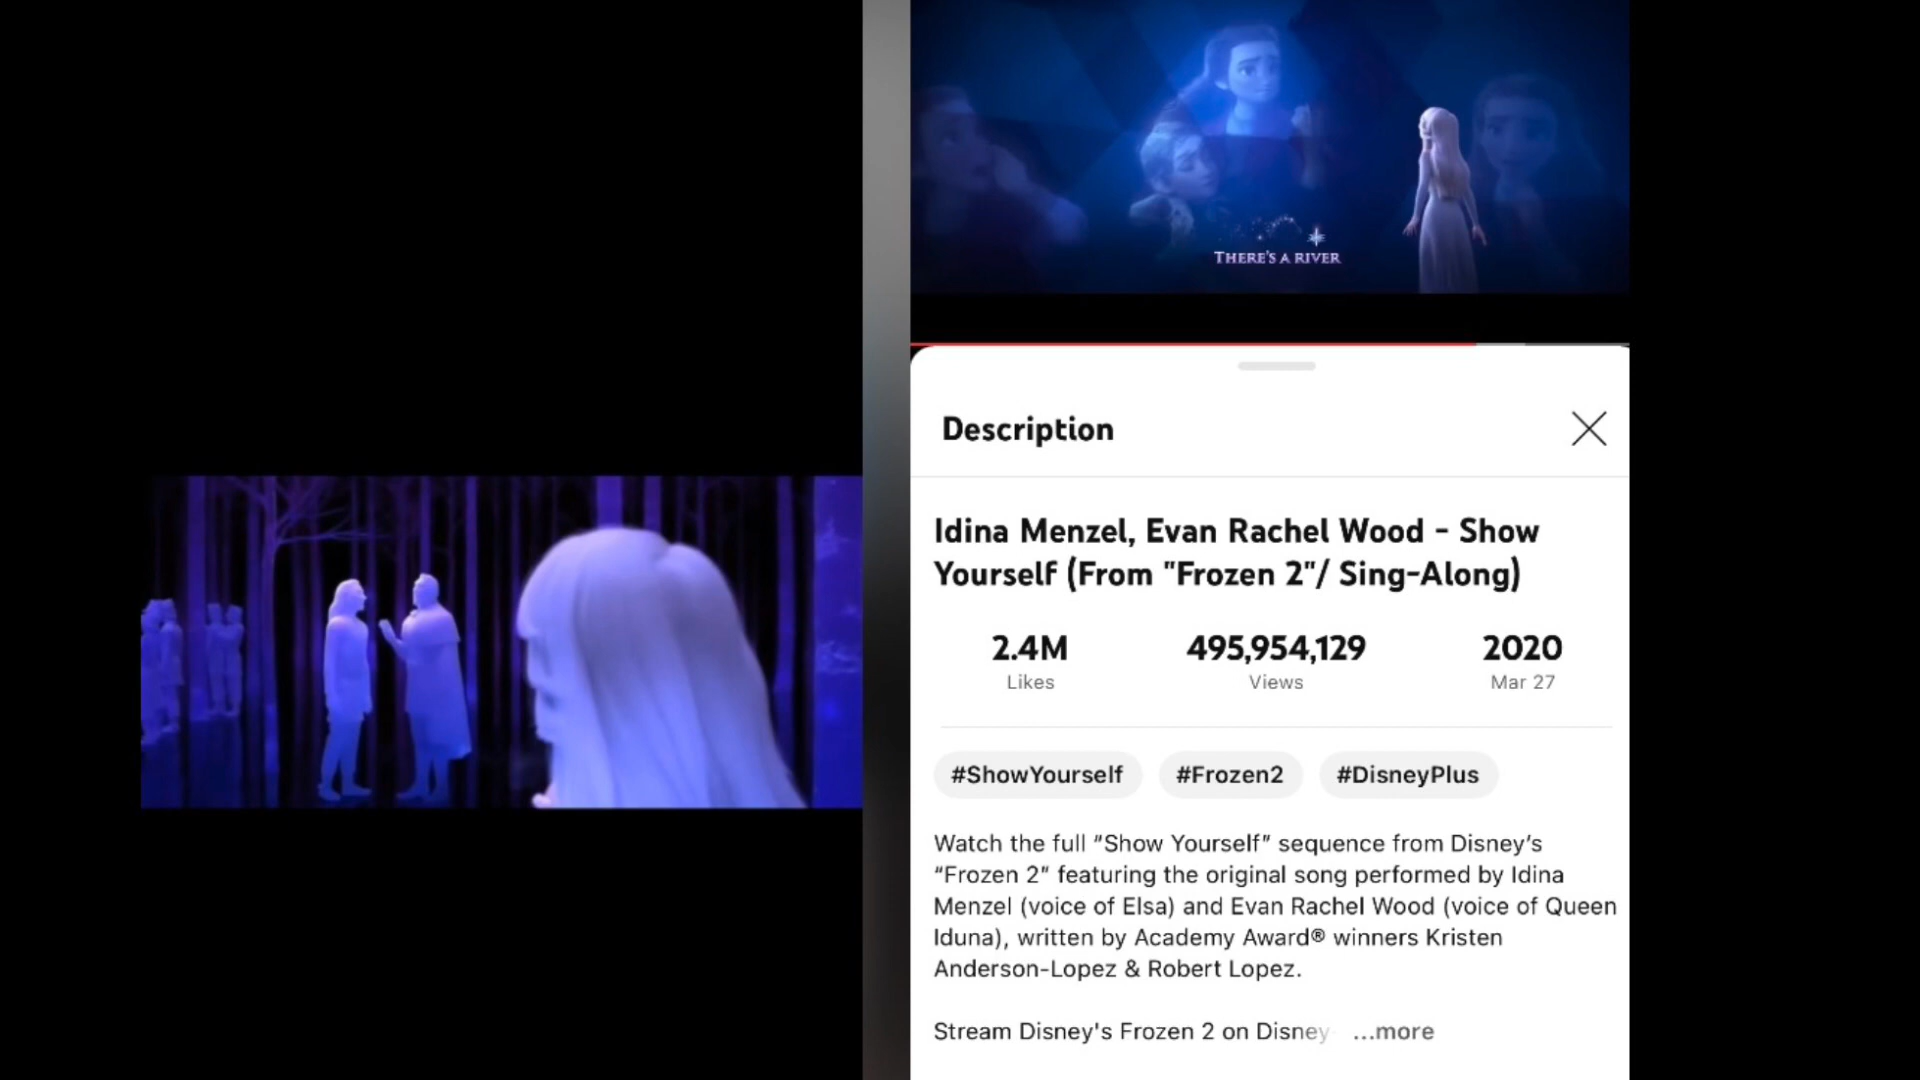 THERE'S A RIVER
Description
Idina Menzel, Evan Rachel Wood - Show
Yourself (From "Frozen 2"/ Sing-Along)
2.4M 495,954,129 2020
Likes Views Mar 27
#ShowYourself #Frozen2 #DisneyPlus
Watch the full “Show Yourself” sequence from Disney’s
“Frozen 2” featuring the original song performed by Idina
Menzel (voice of Elsa) and Evan Rachel Wood (voice of Queen
Iduna), written by Academy Award® winners Kristen
Anderson-Lopez & Robert Lopez.
Stream Disney's Frozen 2 on Disney ...more